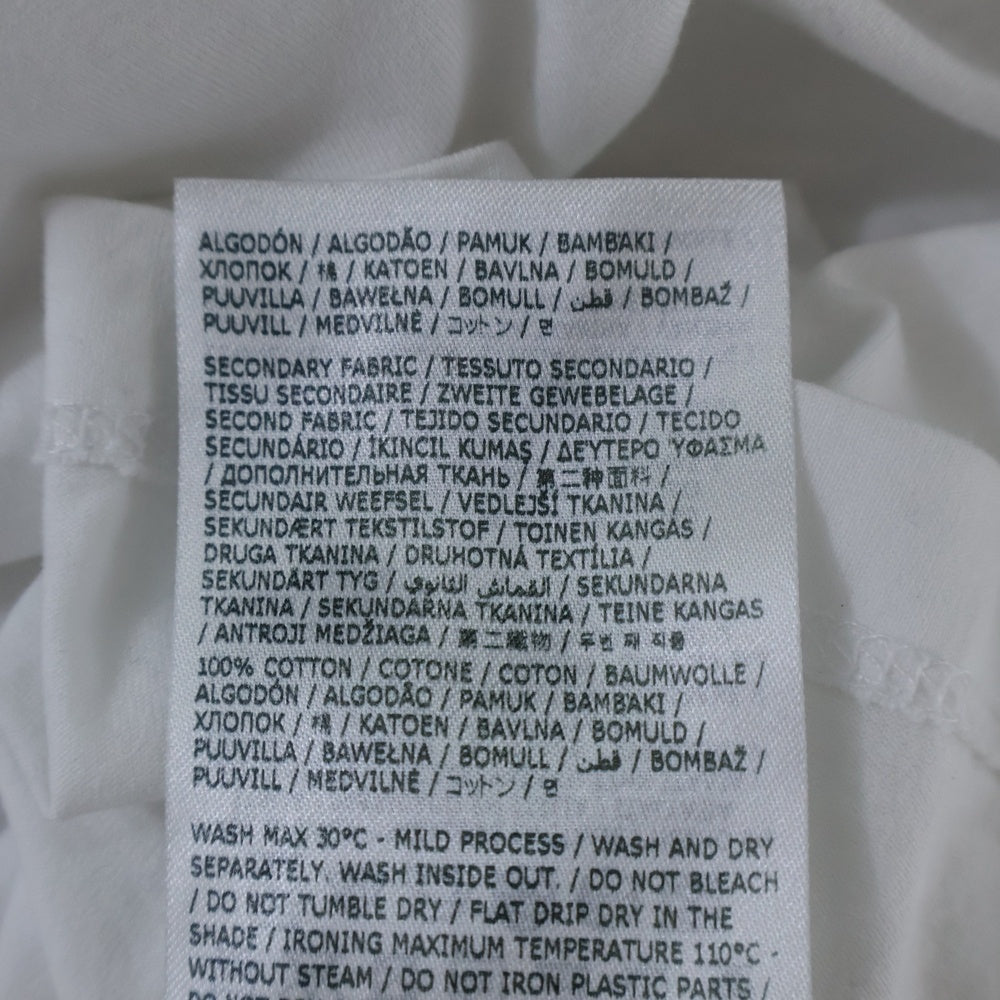 ALGODÓN / ALGODÃO / PAMUK / BAMBAKI /
ХЛОПОК / 棉 / KATOEN / BAVLNA / BOMULD /
PUUVILLA / BAWEŁNA / BOMULL / قطن / BOMBAŽ /
PUUVILL / MEDVILNĖ / コットン / 면
SECONDARY FABRIC / TESSUTO SECONDARIO /
TISSU SECONDAIRE / ZWEITE GEWEBELAGE /
SECOND FABRIC / TEJIDO SECUNDARIO / TECIDO
SECUNDÁRIO / İKINCIL KUMAŞ / ΔΕΥΤΕΡΟ ΎΦΑΣΜΑ
/ ДОПОЛНИТЕЛЬНАЯ ТКАНЬ / 第二种面料 /
SECUNDAIR WEEFSEL / VEDLEJŠÍ TKANINA /
SEKUNDÆRT TEKSTILSTOF / TOINEN KANGAS /
DRUGA TKANINA / DRUHOTNÁ TEXTÍLIA /
SEKUNDÄRT TYG / القماش الثانوي / SEKUNDARNA
TKANINA / SEKUNDARNA TKANINA / TEINE KANGAS
/ ANTROJI MEDŽIAGA / 第二織物 / 두번 째 직물
100% COTTON / COTONE / COTON / BAUMWOLLE /
ALGODÓN / ALGODÃO / PAMUK / BAMBAKI /
ХЛОПОК / 棉 / KATOEN / BAVLNA / BOMULD /
PUUVILLA / BAWEŁNA / BOMULL / قطن / BOMBAŽ /
PUUVILL / MEDVILNĖ / コットン / 면
WASH MAX 30°C - MILD PROCESS / WASH AND DRY
SEPARATELY. WASH INSIDE OUT. / DO NOT BLEACH
/ DO NOT TUMBLE DRY / FLAT DRIP DRY IN THE
SHADE / IRONING MAXIMUM TEMPERATURE 110°C -
WITHOUT STEAM / DO NOT IRON PLASTIC PARTS /